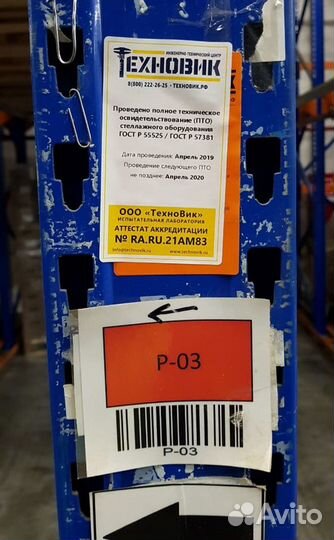 ИНЖЕНЕРНО-ТЕХНИЧЕСКИЙ ЦЕНТР
ТЕХНОВИК
8(800) 222-26-25 · ТЕХНОВИК.РФ
Проведено полное техническое
освидетельствование (ПТО)
стеллажного оборудования
ГОСТ Р 55525 / ГОСТ Р 57381
Дата проведения: Апрель 2019
Проведение следующего ПТО
не позднее: Апрель 2020
ООО «ТехноВик»
ИСПЫТАТЕЛЬНАЯ ЛАБОРАТОРИЯ
АТТЕСТАТ АККРЕДИТАЦИИ
№ RA.RU.21АМ83
info@technovik.ru www.technovik.ru
P-03
P-03
Avito